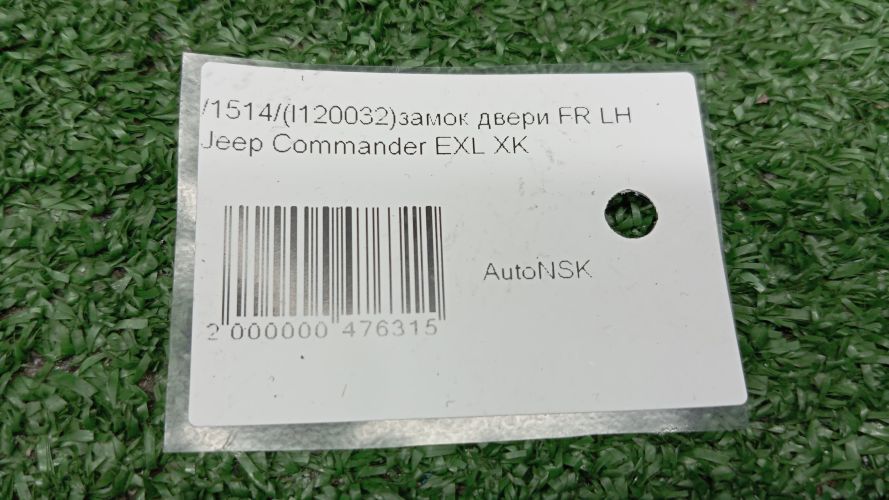 /1514/(I120032)замок двери FR LH
Jeep Commander EXL XK
AutoNSK
2 000000 476315